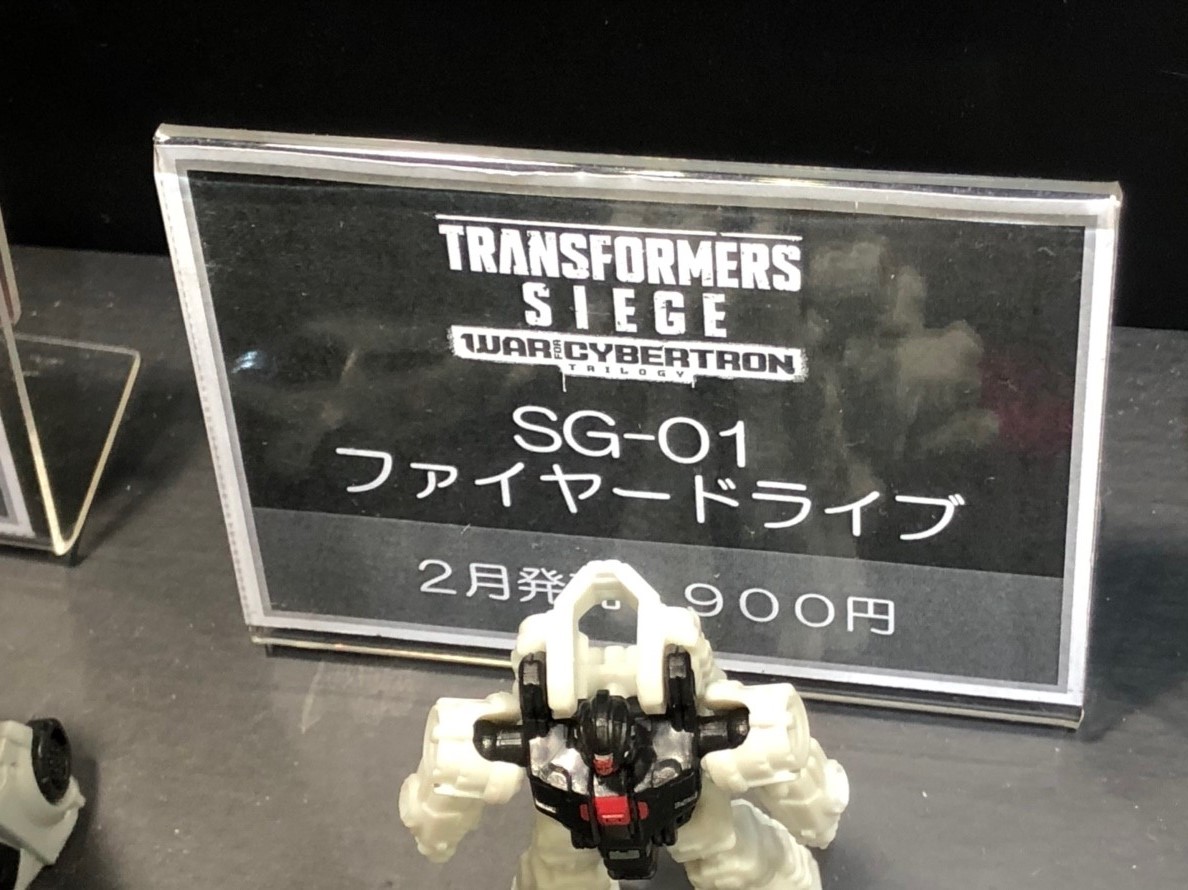 TRANSFORMERS
SIEGE
WAR FOR CYBERTRON
TRILOGY
SG-01
ファイヤードライブ
2月発 900円